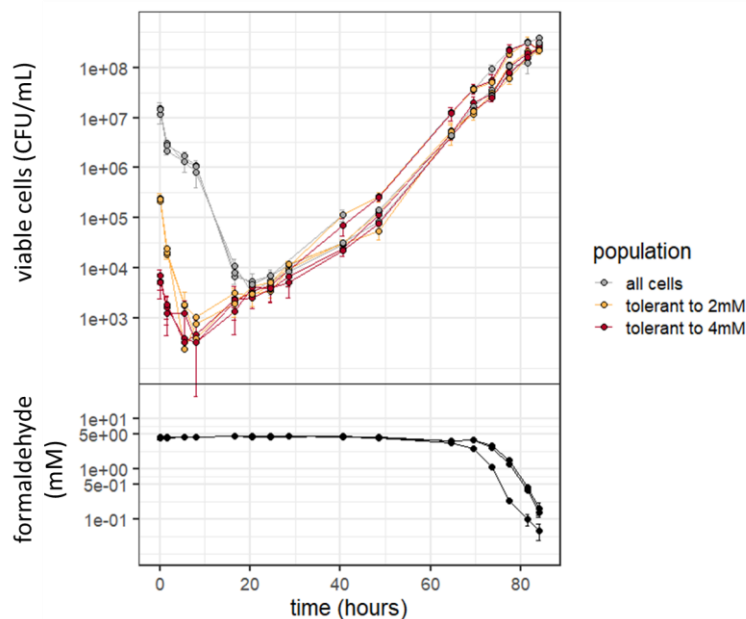 viable cells (CFU/mL)
1e+08
1e+07
1e+06
1e+05
1e+04
1e+03
population
all cells
tolerant to 2mM
tolerant to 4mM
formaldehyde
(mM)
1e+01
5e+00
1e+00
5e-01
1e-01
0
20
40
60
80
time (hours)